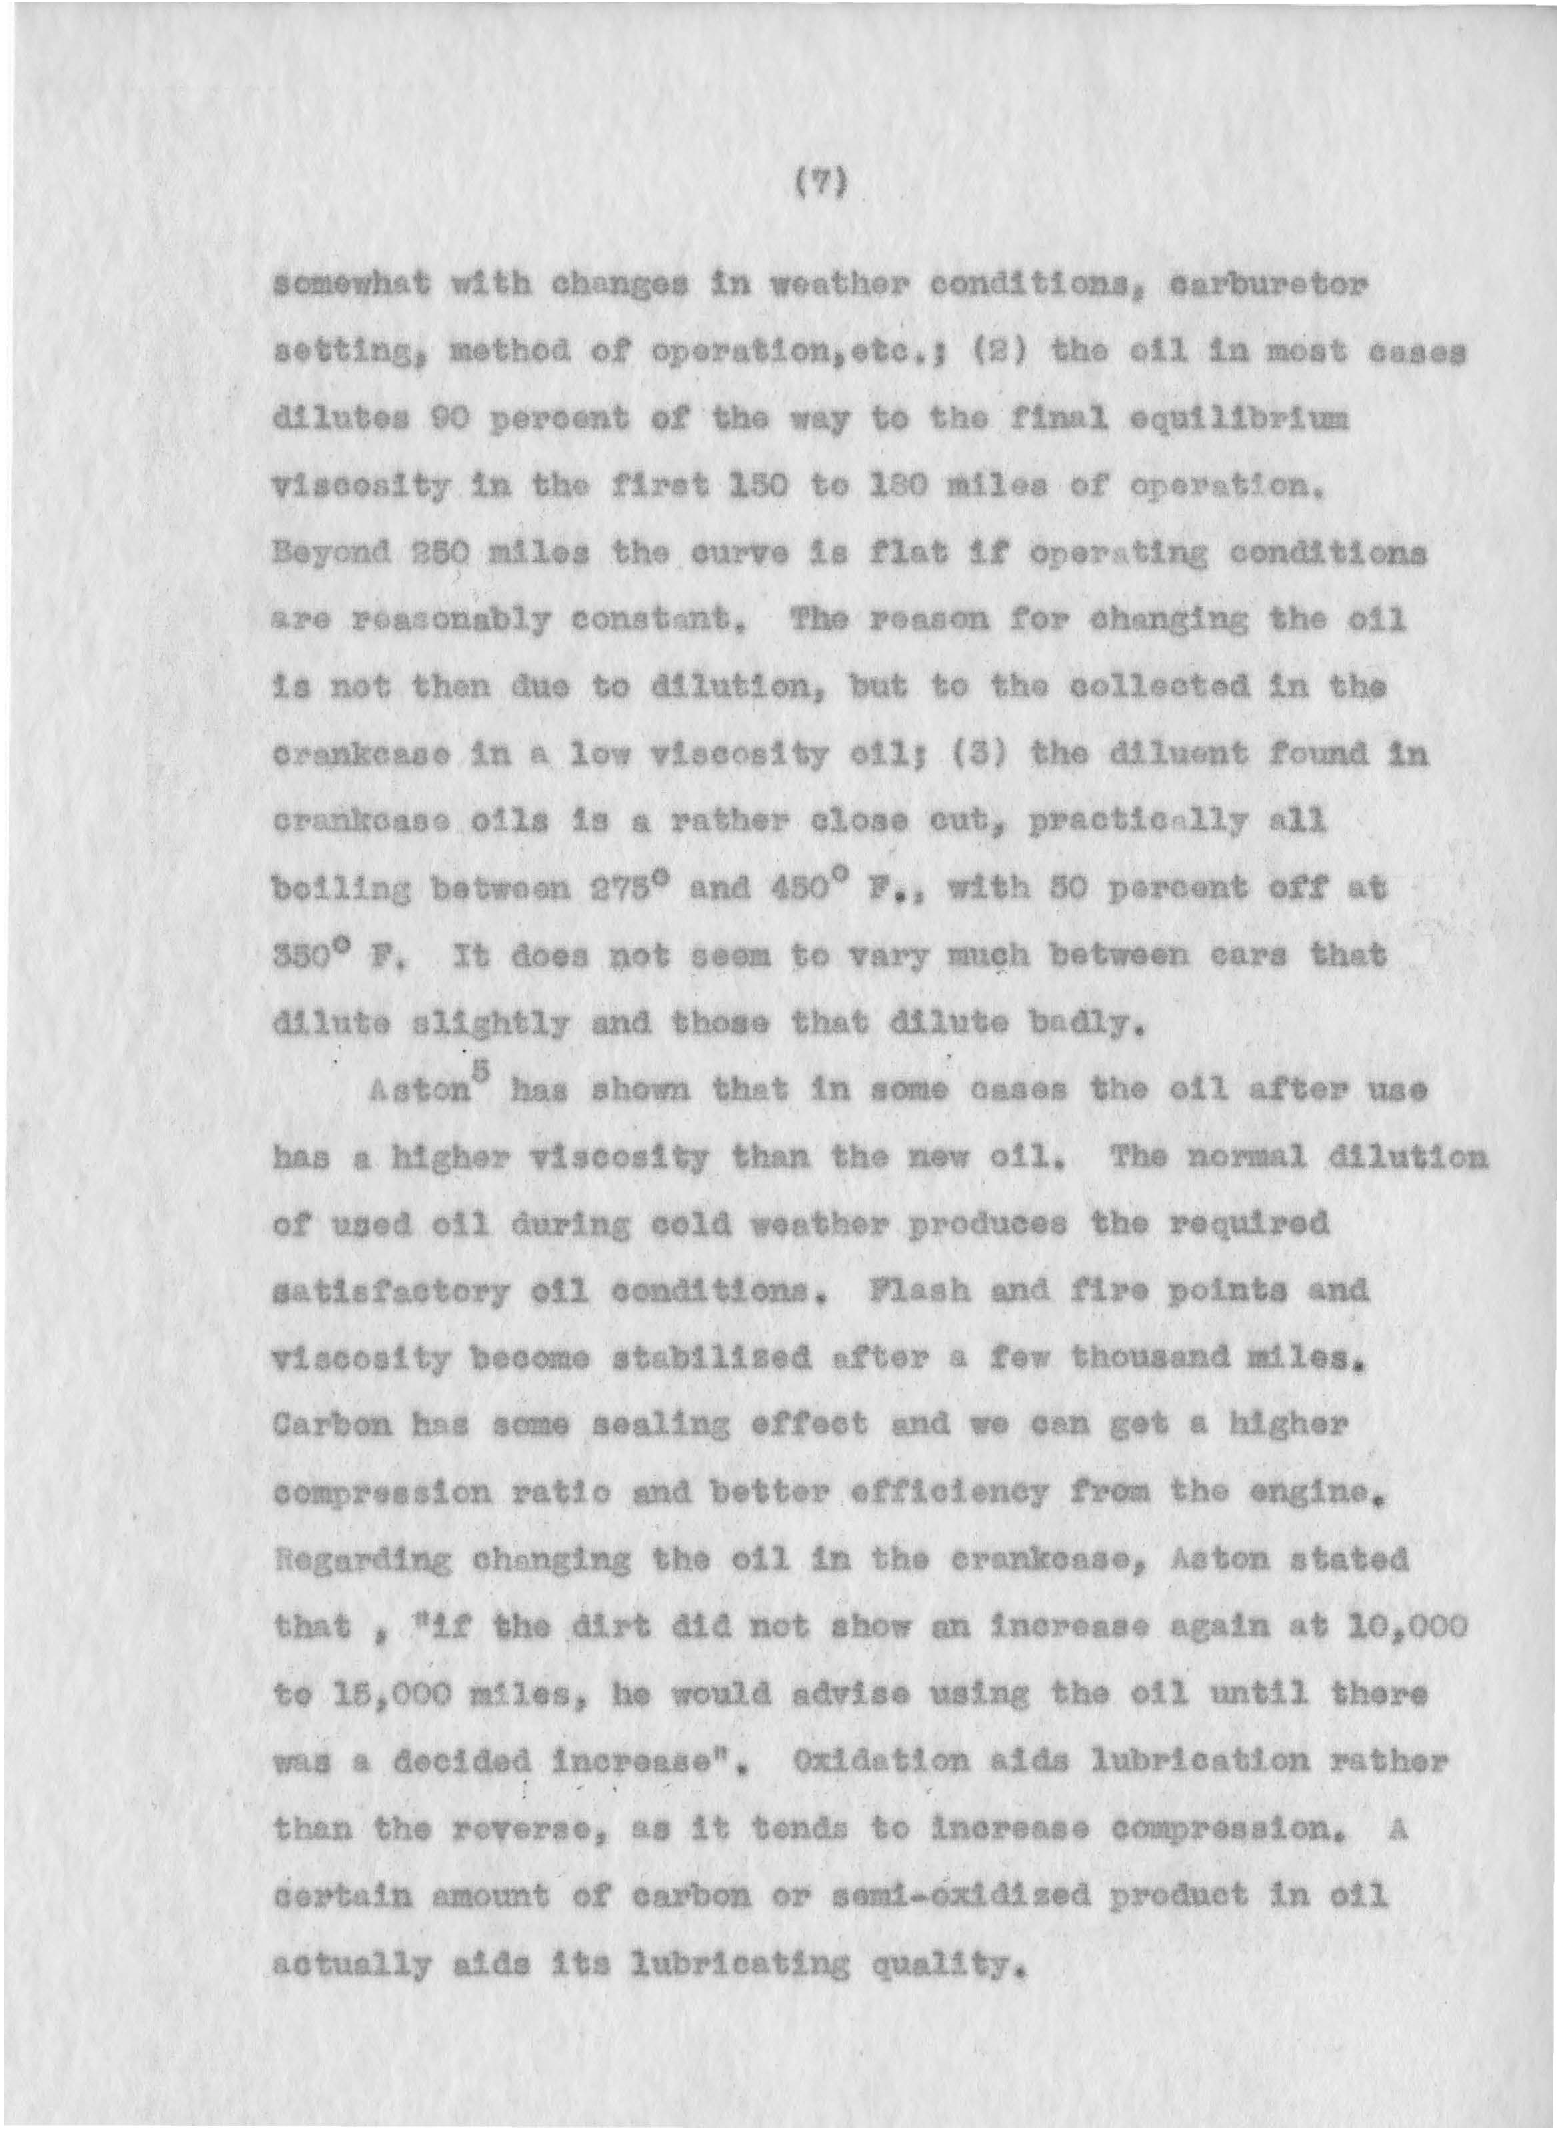 (7)
somewhat with changes in weather conditions, carburetor
setting, method of operation,etc.; (2) the oil in most cases
dilutes 90 percent of the way to the final equilibrium
viscosity in the first 150 to 180 miles of operation.
Beyond 250 miles the curve is flat if operating conditions
are reasonably constant. The reason for changing the oil
is not then due to dilution, but to the collected in the
crankcase in a low viscosity oil; (3) the diluent found in
crankcase oils is a rather close cut, practically all
boiling between 275° and 450° F., with 50 percent off at
350° F. It does not seem to vary much between cars that
dilute slightly and those that dilute badly.
Aston⁵ has shown that in some cases the oil after use
has a higher viscosity than the new oil. The normal dilution
of used oil during cold weather produces the required
satisfactory oil conditions. Flash and fire points and
viscosity become stabilized after a few thousand miles.
Carbon has some sealing effect and we can get a higher
compression ratio and better efficiency from the engine.
Regarding changing the oil in the crankcase, Aston stated
that , "if the dirt did not show an increase again at 10,000
to 15,000 miles, he would advise using the oil until there
was a decided increase". Oxidation aids lubrication rather
than the reverse, as it tends to increase compression. A
certain amount of carbon or semi-oxidized product in oil
actually aids its lubricating quality.